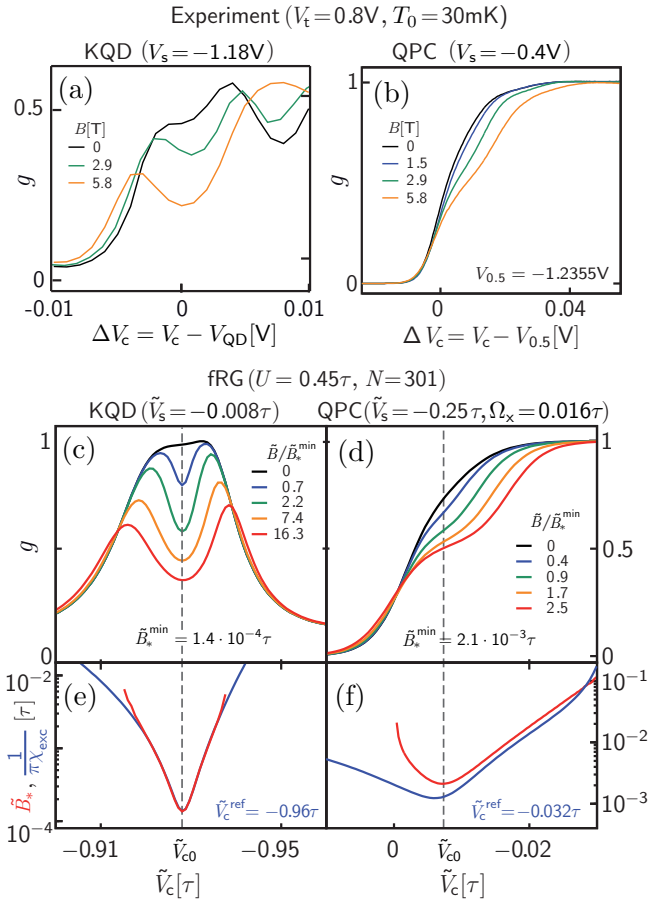 Experiment (V_t = 0.8V, T_0 = 30mK)
KQD (V_s = −1.18V)
QPC (V_s = −0.4V)
(a)
B[T]
0
2.9
5.8
g
0.5
0
-0.01
0
0.01
ΔV_c = V_c − V_QD [V]
(b)
B[T]
0
1.5
2.9
5.8
V_0.5 = −1.2355V
g
1
0
0
0.04
0.08
ΔV_c = V_c − V_0.5 [V]
fRG (U = 0.45τ, N=301)
KQD (Ṽ_s = −0.008τ)
QPC(Ṽ_s = −0.25τ, Ω_x = 0.016τ)
(c)
B̃/B̃_*^min
0
0.7
2.2
7.4
16.3
B̃_*^min = 1.4 · 10^−4 τ
g
1
0
(d)
B̃/B̃_*^min
0
0.4
0.9
1.7
2.5
B̃_*^min = 2.1 · 10^−3 τ
1
0.5
0
(e)
B̃_*, 1/πχ_exc [τ]
10^−2
10^−4
Ṽ_c^ref = −0.96τ
−0.91
Ṽ_c0
−0.95
Ṽ_c[τ]
(f)
10^−1
10^−3
Ṽ_c^ref = −0.032τ
0
Ṽ_c0
−0.02
Ṽ_c[τ]